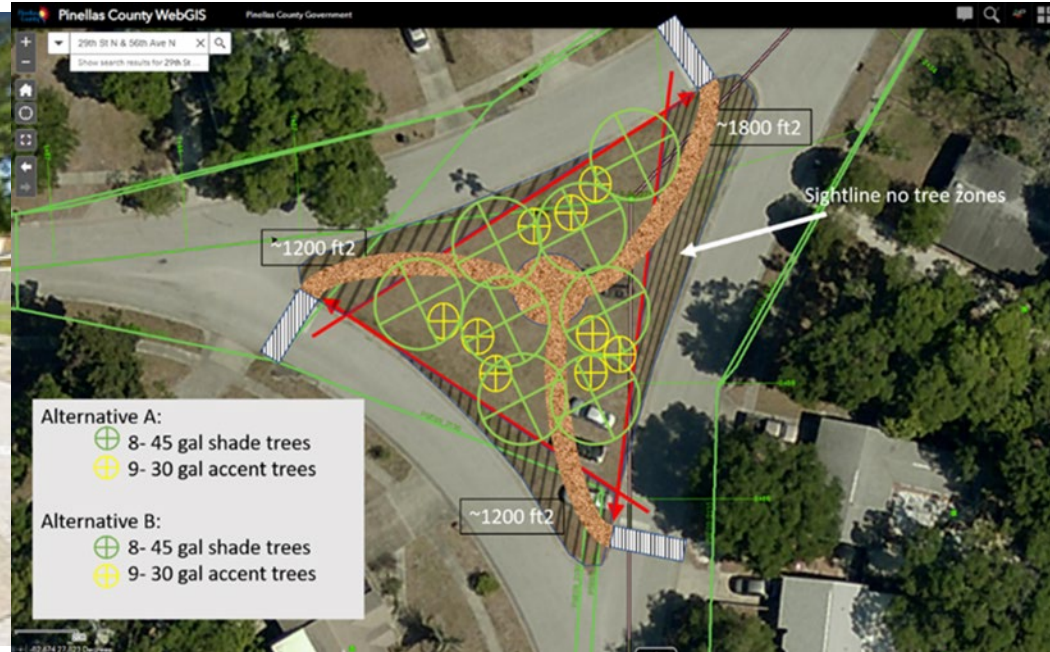 Pinellas County WebGIS
Pinellas County Government
29th St N & 56th Ave N
Show search results for 29th St ...
~1800 ft2
Sightline no tree zones
~1200 ft2
Alternative A:
8- 45 gal shade trees
9- 30 gal accent trees
Alternative B:
8- 45 gal shade trees
9- 30 gal accent trees
~1200 ft2